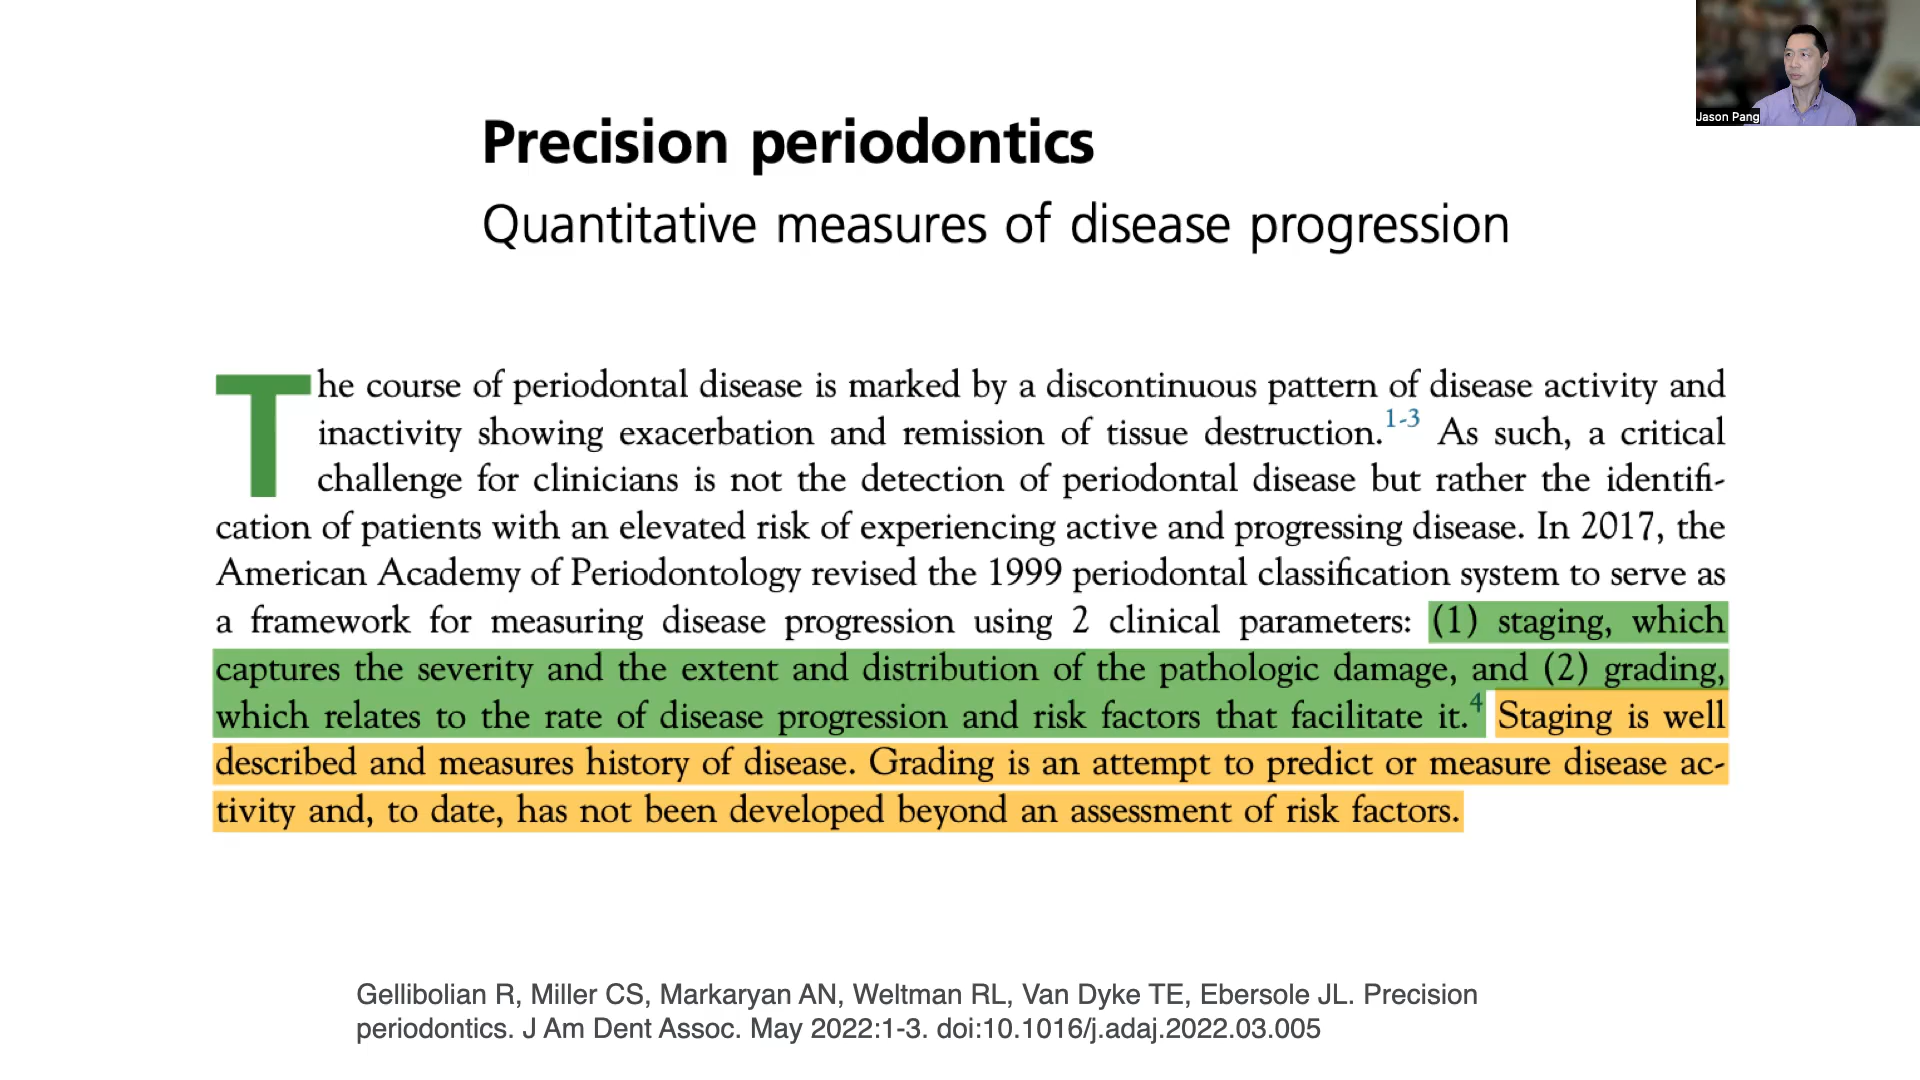 Jason Pang
Precision periodontics
Quantitative measures of disease progression
The course of periodontal disease is marked by a discontinuous pattern of disease activity and
inactivity showing exacerbation and remission of tissue destruction.1-3 As such, a critical
challenge for clinicians is not the detection of periodontal disease but rather the identifi-
cation of patients with an elevated risk of experiencing active and progressing disease. In 2017, the
American Academy of Periodontology revised the 1999 periodontal classification system to serve as
a framework for measuring disease progression using 2 clinical parameters: (1) staging, which
captures the severity and the extent and distribution of the pathologic damage, and (2) grading,
which relates to the rate of disease progression and risk factors that facilitate it.4 Staging is well
described and measures history of disease. Grading is an attempt to predict or measure disease ac-
tivity and, to date, has not been developed beyond an assessment of risk factors.
Gellibolian R, Miller CS, Markaryan AN, Weltman RL, Van Dyke TE, Ebersole JL. Precision
periodontics. J Am Dent Assoc. May 2022:1-3. doi:10.1016/j.adaj.2022.03.005